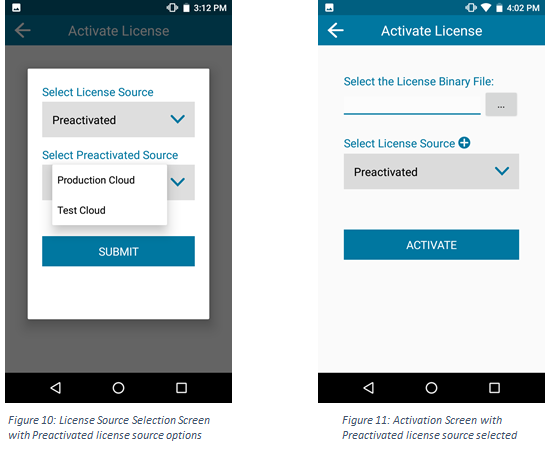 3:12 PM
Activate License
Select License Source
Preactivated
Select Preactivated Source
Production Cloud
Test Cloud
SUBMIT
Figure 10: License Source Selection Screen
with Preactivated license source options
4:02 PM
Activate License
Select the License Binary File:
...
Select License Source
Preactivated
ACTIVATE
Figure 11: Activation Screen with
Preactivated license source selected